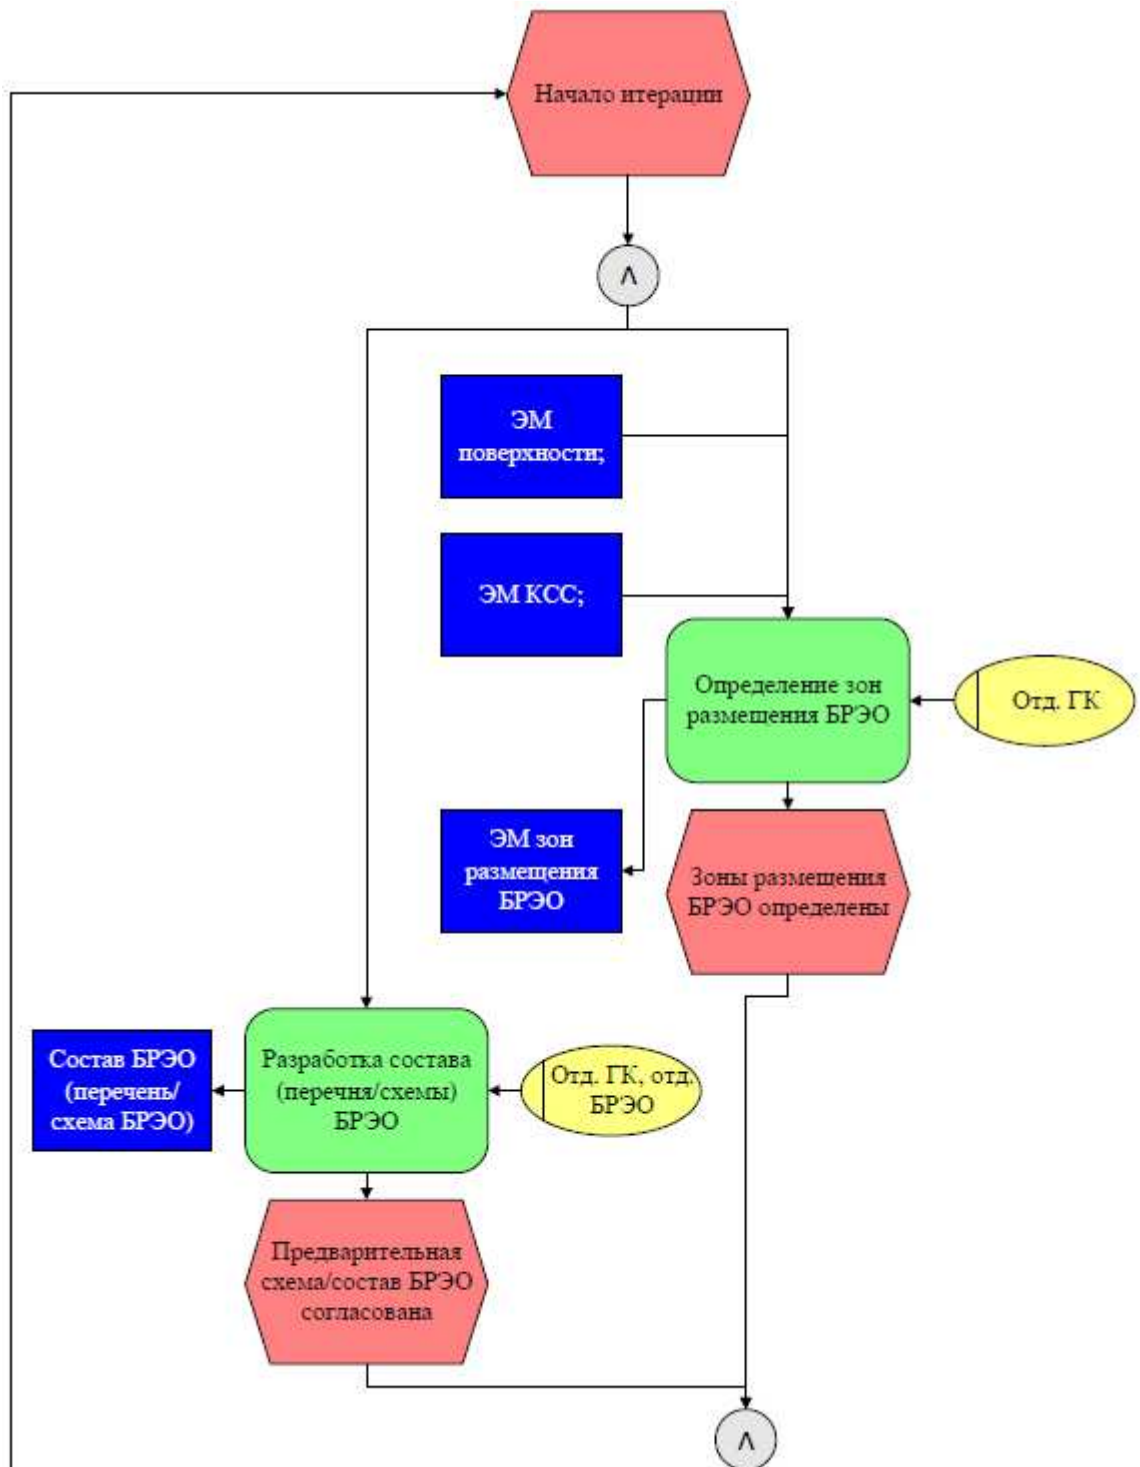 Начало итерации
Λ
ЭМ
поверхности;
ЭМ КСС;
Определение зон
размещения БРЭО
Отд. ГК
ЭМ зон
размещения
БРЭО
Зоны размещения
БРЭО определены
Состав БРЭО
(перечень/
схема БРЭО)
Разработка состава
(перечня/схемы)
БРЭО
Отд. ГК, отд.
БРЭО
Предварительная
схема/состав БРЭО
согласована
Λ